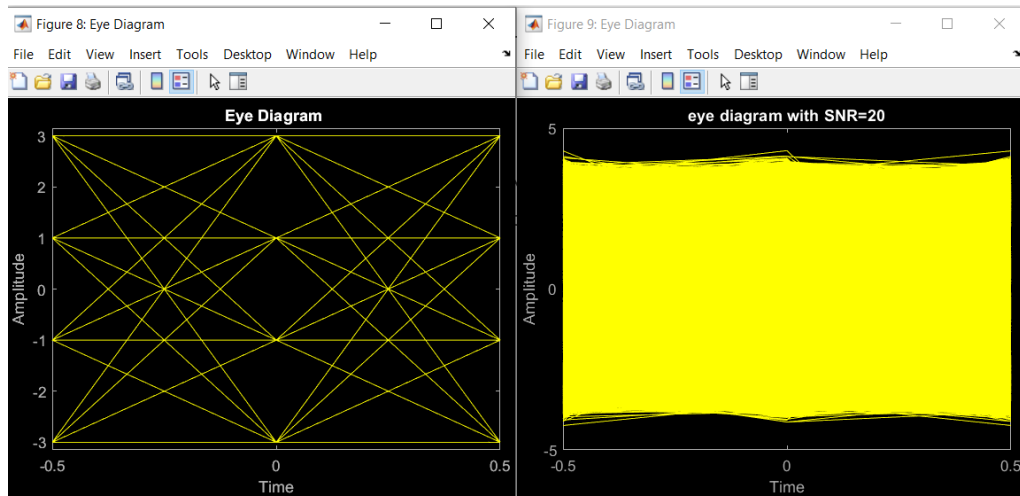 Figure 8: Eye Diagram
File Edit View Insert Tools Desktop Window Help
Eye Diagram
3
2
1
0
-1
-2
-3
Amplitude
-0.5 0 0.5
Time
Figure 9: Eye Diagram
File Edit View Insert Tools Desktop Window Help
eye diagram with SNR=20
5
0
-5
Amplitude
-0.5 0 0.5
Time